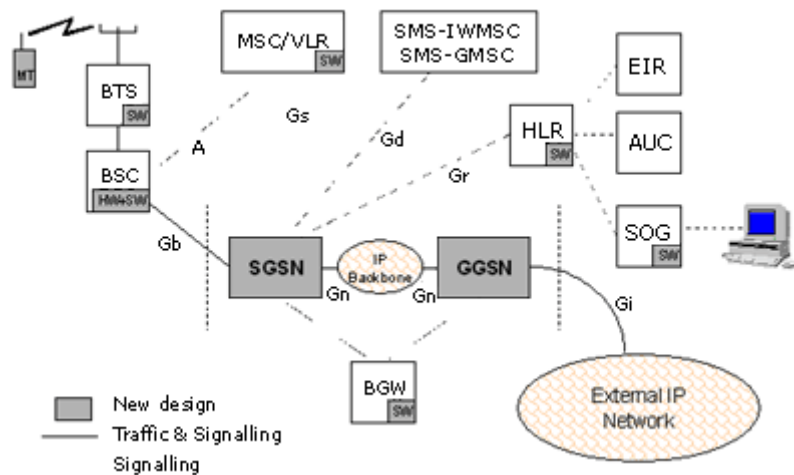 MT
BTS
SW
BSC
HW+SW
MSC/VLR
SW
SMS-IWMSC
SMS-GMSC
A
Gs
Gd
Gr
HLR
SW
EIR
AUC
SOG
SW
Gb
SGSN
Gn
IP
Backbone
Gn
GGSN
Gi
BGW
SW
External IP
Network
New design
Traffic & Signalling
Signalling